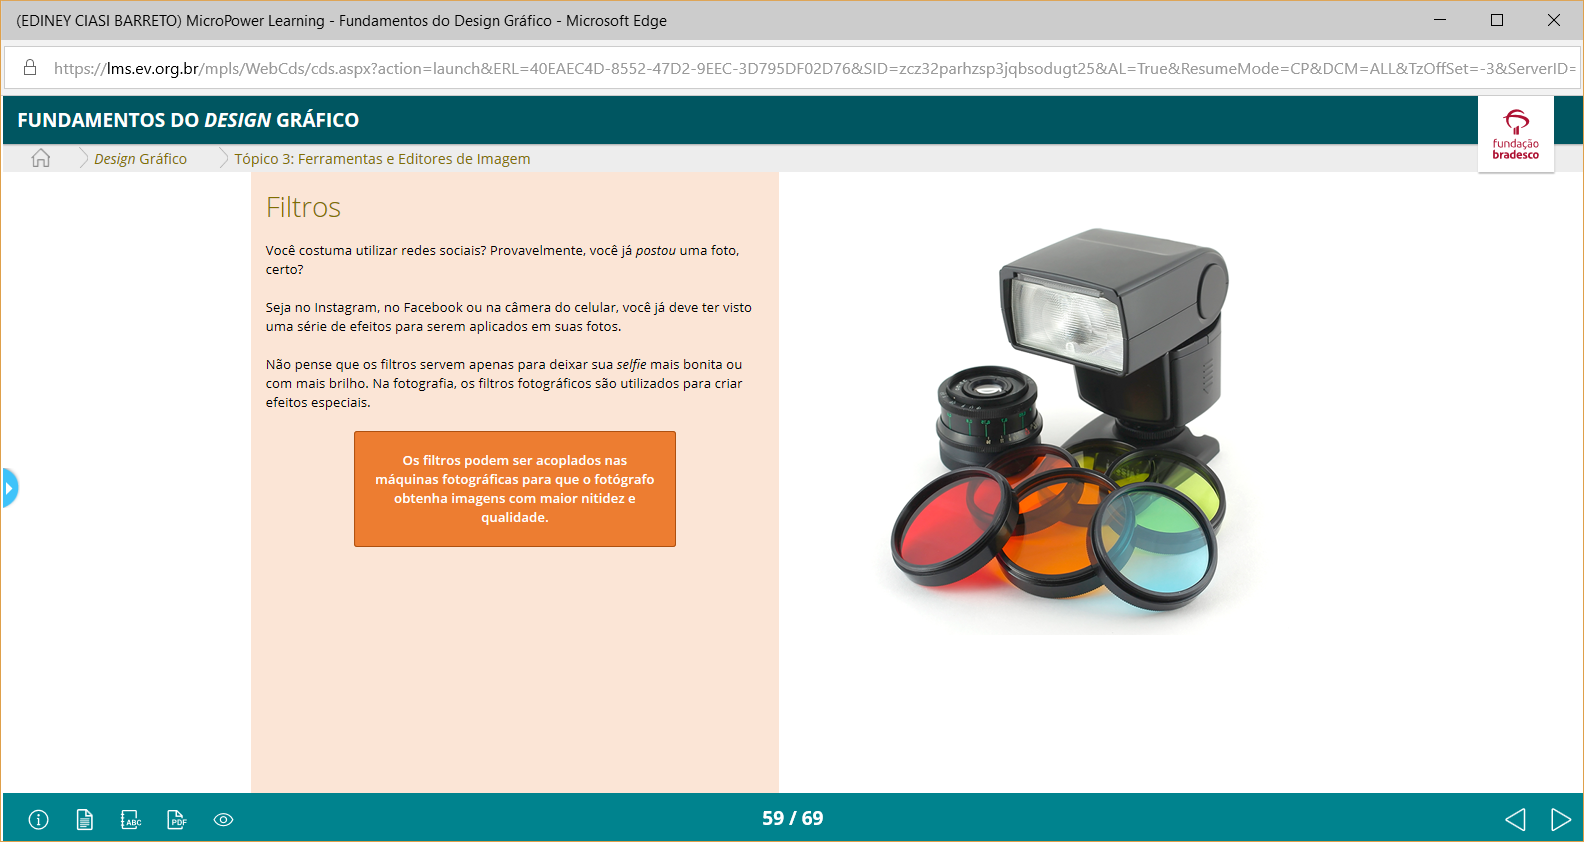 (EDINEY CIASI BARRETO) MicroPower Learning - Fundamentos do Design Gráfico - Microsoft Edge
https://lms.ev.org.br/mpls/WebCds/cds.aspx?action=launch&ERL=40EAEC4D-8552-47D2-9EEC-3D795DF02D76&SID=zcz32parhzsp3jqbsodugt25&AL=True&ResumeMode=CP&DCM=ALL&TzOffSet=-3&ServerID=
FUNDAMENTOS DO DESIGN GRÁFICO
fundação
bradesco
Design Gráfico
Tópico 3: Ferramentas e Editores de Imagem
Filtros
Você costuma utilizar redes sociais? Provavelmente, você já postou uma foto,
certo?
Seja no Instagram, no Facebook ou na câmera do celular, você já deve ter visto
uma série de efeitos para serem aplicados em suas fotos.
Não pense que os filtros servem apenas para deixar sua selfie mais bonita ou
com mais brilho. Na fotografia, os filtros fotográficos são utilizados para criar
efeitos especiais.
Os filtros podem ser acoplados nas
máquinas fotográficas para que o fotógrafo
obtenha imagens com maior nitidez e
qualidade.
ABC
PDF
59 / 69